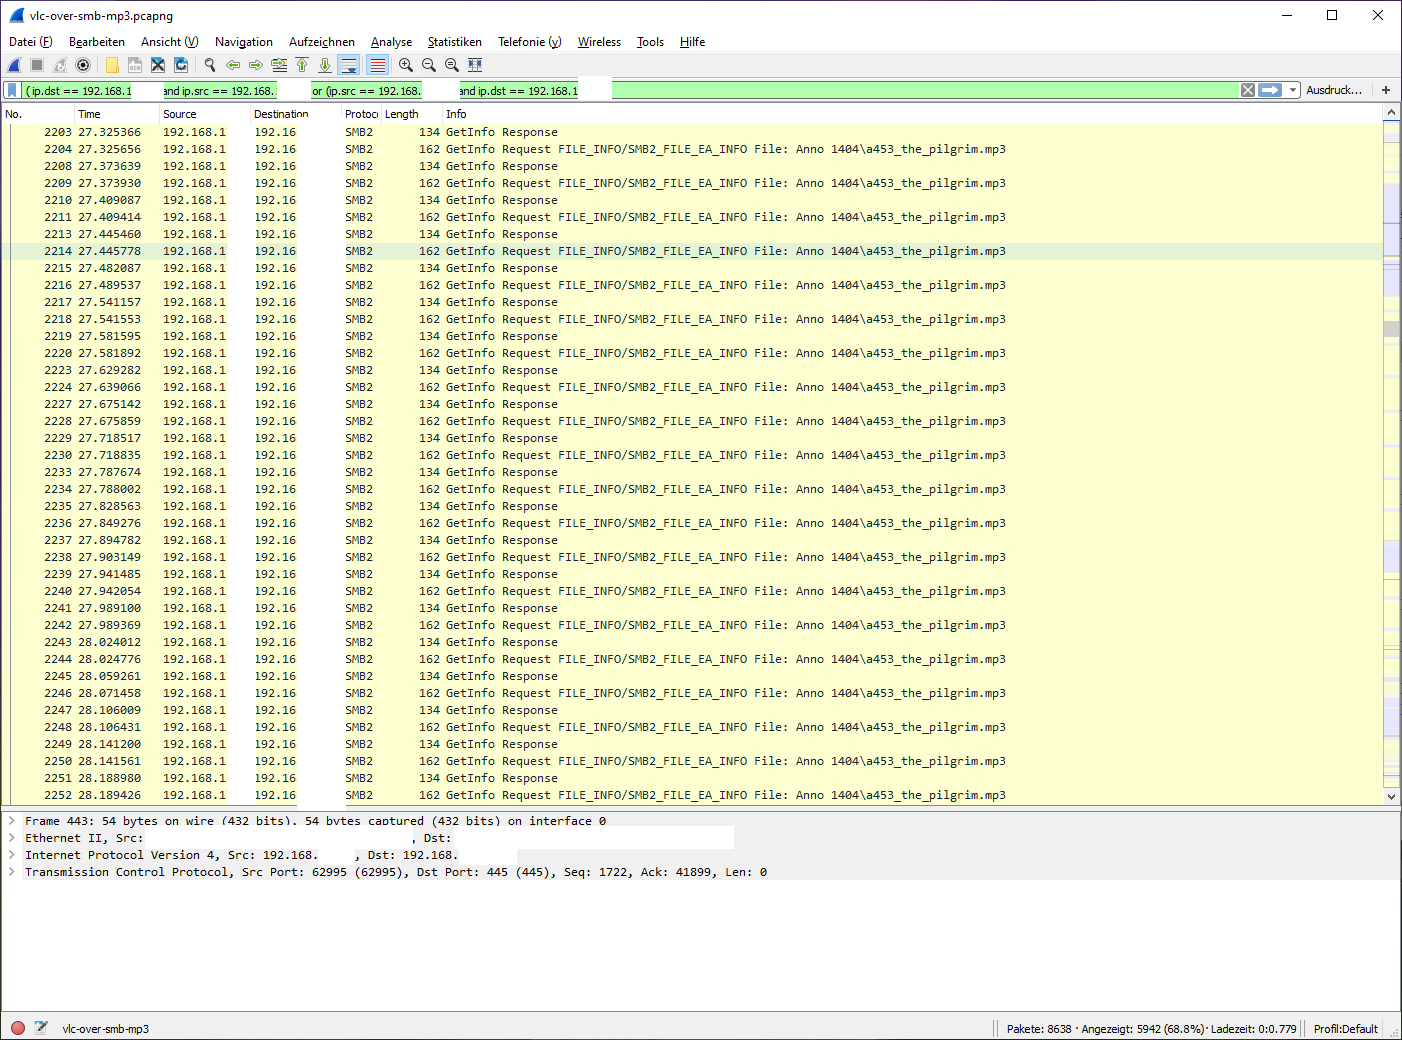 vlc-over-smb-mp3.pcapng
Datei (F) Bearbeiten Ansicht (V) Navigation Aufzeichnen Analyse Statistiken Telefonie (y) Wireless Tools Hilfe
( ip.dst == 192.168.1 and ip.src == 192.168. or (ip.src == 192.168. and ip.dst == 192.168.1 Ausdruck… +
No. Time Source Destination Protoc Length Info
2203 27.325366 192.168.1 192.16 SMB2 134 GetInfo Response
2204 27.325656 192.168.1 192.16 SMB2 162 GetInfo Request FILE_INFO/SMB2_FILE_EA_INFO File: Anno 1404\a453_the_pilgrim.mp3
2208 27.373639 192.168.1 192.16 SMB2 134 GetInfo Response
2209 27.373930 192.168.1 192.16 SMB2 162 GetInfo Request FILE_INFO/SMB2_FILE_EA_INFO File: Anno 1404\a453_the_pilgrim.mp3
2210 27.409087 192.168.1 192.16 SMB2 134 GetInfo Response
2211 27.409414 192.168.1 192.16 SMB2 162 GetInfo Request FILE_INFO/SMB2_FILE_EA_INFO File: Anno 1404\a453_the_pilgrim.mp3
2213 27.445460 192.168.1 192.16 SMB2 134 GetInfo Response
2214 27.445778 192.168.1 192.16 SMB2 162 GetInfo Request FILE_INFO/SMB2_FILE_EA_INFO File: Anno 1404\a453_the_pilgrim.mp3
2215 27.482087 192.168.1 192.16 SMB2 134 GetInfo Response
2216 27.489537 192.168.1 192.16 SMB2 162 GetInfo Request FILE_INFO/SMB2_FILE_EA_INFO File: Anno 1404\a453_the_pilgrim.mp3
2217 27.541157 192.168.1 192.16 SMB2 134 GetInfo Response
2218 27.541553 192.168.1 192.16 SMB2 162 GetInfo Request FILE_INFO/SMB2_FILE_EA_INFO File: Anno 1404\a453_the_pilgrim.mp3
2219 27.581595 192.168.1 192.16 SMB2 134 GetInfo Response
2220 27.581892 192.168.1 192.16 SMB2 162 GetInfo Request FILE_INFO/SMB2_FILE_EA_INFO File: Anno 1404\a453_the_pilgrim.mp3
2223 27.629282 192.168.1 192.16 SMB2 134 GetInfo Response
2224 27.639066 192.168.1 192.16 SMB2 162 GetInfo Request FILE_INFO/SMB2_FILE_EA_INFO File: Anno 1404\a453_the_pilgrim.mp3
2227 27.675142 192.168.1 192.16 SMB2 134 GetInfo Response
2228 27.675859 192.168.1 192.16 SMB2 162 GetInfo Request FILE_INFO/SMB2_FILE_EA_INFO File: Anno 1404\a453_the_pilgrim.mp3
2229 27.718517 192.168.1 192.16 SMB2 134 GetInfo Response
2230 27.718835 192.168.1 192.16 SMB2 162 GetInfo Request FILE_INFO/SMB2_FILE_EA_INFO File: Anno 1404\a453_the_pilgrim.mp3
2233 27.787674 192.168.1 192.16 SMB2 134 GetInfo Response
2234 27.788002 192.168.1 192.16 SMB2 162 GetInfo Request FILE_INFO/SMB2_FILE_EA_INFO File: Anno 1404\a453_the_pilgrim.mp3
2235 27.828563 192.168.1 192.16 SMB2 134 GetInfo Response
2236 27.849276 192.168.1 192.16 SMB2 162 GetInfo Request FILE_INFO/SMB2_FILE_EA_INFO File: Anno 1404\a453_the_pilgrim.mp3
2237 27.894782 192.168.1 192.16 SMB2 134 GetInfo Response
2238 27.903149 192.168.1 192.16 SMB2 162 GetInfo Request FILE_INFO/SMB2_FILE_EA_INFO File: Anno 1404\a453_the_pilgrim.mp3
2239 27.941485 192.168.1 192.16 SMB2 134 GetInfo Response
2240 27.942054 192.168.1 192.16 SMB2 162 GetInfo Request FILE_INFO/SMB2_FILE_EA_INFO File: Anno 1404\a453_the_pilgrim.mp3
2241 27.989100 192.168.1 192.16 SMB2 134 GetInfo Response
2242 27.989369 192.168.1 192.16 SMB2 162 GetInfo Request FILE_INFO/SMB2_FILE_EA_INFO File: Anno 1404\a453_the_pilgrim.mp3
2243 28.024012 192.168.1 192.16 SMB2 134 GetInfo Response
2244 28.024776 192.168.1 192.16 SMB2 162 GetInfo Request FILE_INFO/SMB2_FILE_EA_INFO File: Anno 1404\a453_the_pilgrim.mp3
2245 28.059261 192.168.1 192.16 SMB2 134 GetInfo Response
2246 28.071458 192.168.1 192.16 SMB2 162 GetInfo Request FILE_INFO/SMB2_FILE_EA_INFO File: Anno 1404\a453_the_pilgrim.mp3
2247 28.106009 192.168.1 192.16 SMB2 134 GetInfo Response
2248 28.106431 192.168.1 192.16 SMB2 162 GetInfo Request FILE_INFO/SMB2_FILE_EA_INFO File: Anno 1404\a453_the_pilgrim.mp3
2249 28.141200 192.168.1 192.16 SMB2 134 GetInfo Response
2250 28.141561 192.168.1 192.16 SMB2 162 GetInfo Request FILE_INFO/SMB2_FILE_EA_INFO File: Anno 1404\a453_the_pilgrim.mp3
2251 28.188980 192.168.1 192.16 SMB2 134 GetInfo Response
2252 28.189426 192.168.1 192.16 SMB2 162 GetInfo Request FILE_INFO/SMB2_FILE_EA_INFO File: Anno 1404\a453_the_pilgrim.mp3
Frame 443: 54 bytes on wire (432 bits), 54 bytes captured (432 bits) on interface 0
Ethernet II, Src: , Dst:
Internet Protocol Version 4, Src: 192.168. , Dst: 192.168.
Transmission Control Protocol, Src Port: 62995 (62995), Dst Port: 445 (445), Seq: 1722, Ack: 41899, Len: 0
vlc-over-smb-mp3 Pakete: 8638 · Angezeigt: 5942 (68.8%) · Ladezeit: 0:0.779 Profil:Default